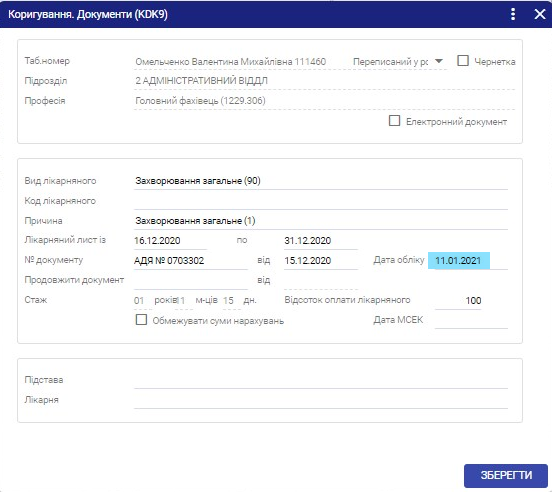 Коригування. Документи (KDK9)
Таб.номер Омельченко Валентина Михайлівна 111460 Переписаний у рс Чернетка
Підрозділ 2 АДМІНІСТРАТИВНИЙ ВІДДЛ
Професія Головний фахівець (1229.306)
Електронний документ
Вид лікарняного Захворювання загальне (90)
Код лікарняного
Причина Захворювання загальне (1)
Лікарняний лист із 16.12.2020 по 31.12.2020
№ документу АДЯ № 0703302 від 15.12.2020 Дата обліку 11.01.2021
Продовжити документ від
Стаж 01 років 11 м-ців 15 дн. Відсоток оплати лікарняного 100
Обмежувати суми нарахувань Дата МСЕК
Підстава
Лікарня
ЗБЕРЕГТИ